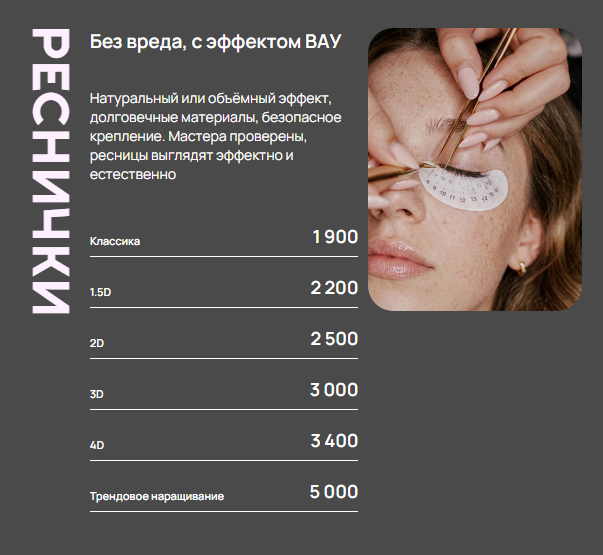 РЕСНИЧКИ
Без вреда, с эффектом ВАУ
Натуральный или объёмный эффект,
долговечные материалы, безопасное
крепление. Мастера проверены,
ресницы выглядят эффектно и
естественно
Классика 1 900
1.5D 2 200
2D 2 500
3D 3 000
4D 3 400
Трендовое наращивание 5 000